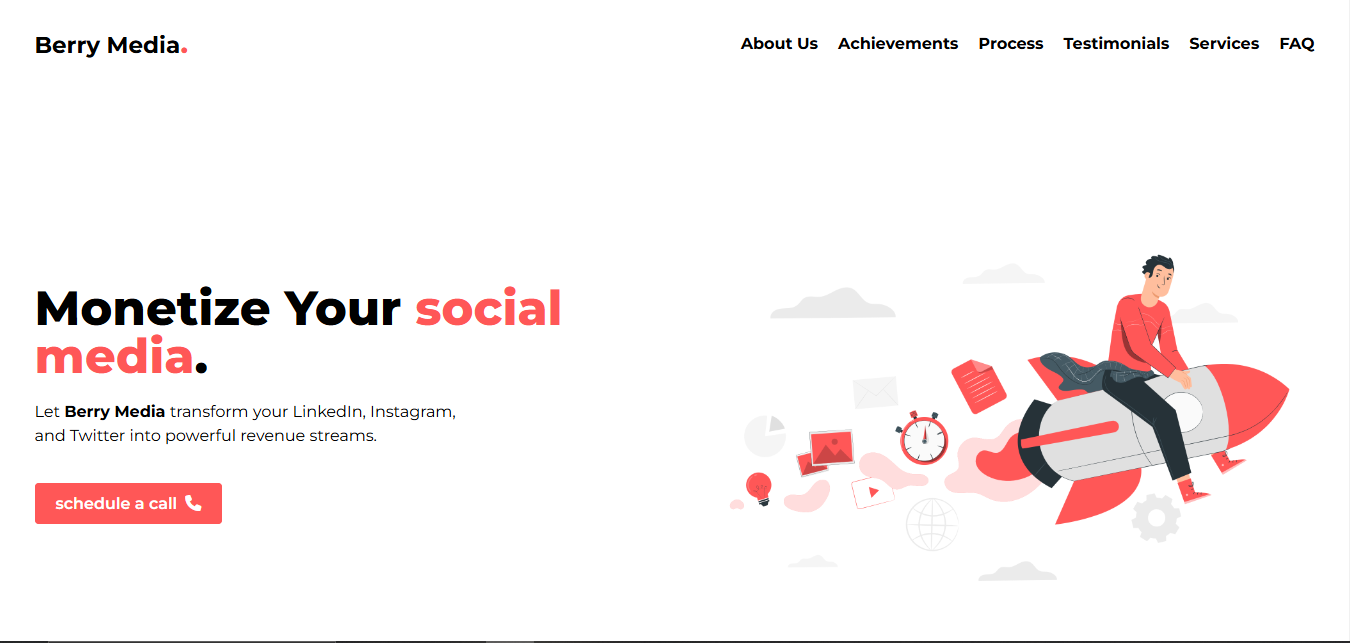 Berry Media.
About Us Achievements Process Testimonials Services FAQ
Monetize Your social
media.
Let Berry Media transform your LinkedIn, Instagram,
and Twitter into powerful revenue streams.
schedule a call